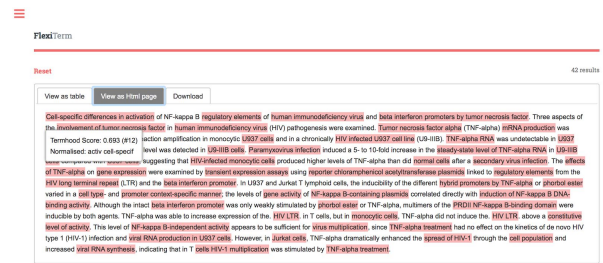 FlexiTerm
Reset
42 results
View as table
View as Html page
Download
Cell-specific differences in activation of NF-kappa B regulatory elements of human immunodeficiency virus and beta interferon promoters by tumor necrosis factor. Three aspects of
the involvement of tumor necrosis factor in human immunodeficiency virus (HIV) pathogenesis were examined. Tumor necrosis factor alpha (TNF-alpha) mRNA production was
action amplification in monocytic U937 cells and in a chronically HIV infected U937 cell line (U9-IIIB). TNF-alpha RNA was undetectable in U937
Termhood Score: 0.693 (#12)
Normalised: activ cell-specif
level was detected in U9-IIIB cells. Paramyxovirus infection induced a 5- to 10-fold increase in the steady-state level of TNF-alpha RNA in U9-IIIB
suggesting that HIV-infected monocytic cells produced higher levels of TNF-alpha than did normal cells after a secondary virus infection. The effects
of TNF-alpha on gene expression were examined by transient expression assays using reporter chloramphenicol acetyltransferase plasmids linked to regulatory elements from the
HIV long terminal repeat (LTR) and the beta interferon promoter. In U937 and Jurkat T lymphoid cells, the inducibility of the different hybrid promoters by TNF-alpha or phorbol ester
varied in a cell type- and promoter context-specific manner; the levels of gene activity of NF-kappa B-containing plasmids correlated directly with induction of NF-kappa B DNA-
binding activity. Although the intact beta interferon promoter was only weakly stimulated by phorbol ester or TNF-alpha, multimers of the PRDII NF-kappa B-binding domain were
inducible by both agents. TNF-alpha was able to increase expression of the. HIV LTR. in T cells, but in monocytic cells, TNF-alpha did not induce the. HIV LTR. above a constitutive
level of activity. This level of NF-kappa B-independent activity appears to be sufficient for virus multiplication, since TNF-alpha treatment had no effect on the kinetics of de novo HIV
type 1 (HIV-1) infection and viral RNA production in U937 cells. However, in Jurkat cells, TNF-alpha dramatically enhanced the spread of HIV-1 through the cell population and
increased viral RNA synthesis, indicating that in T cells HIV-1 multiplication was stimulated by TNF-alpha treatment.